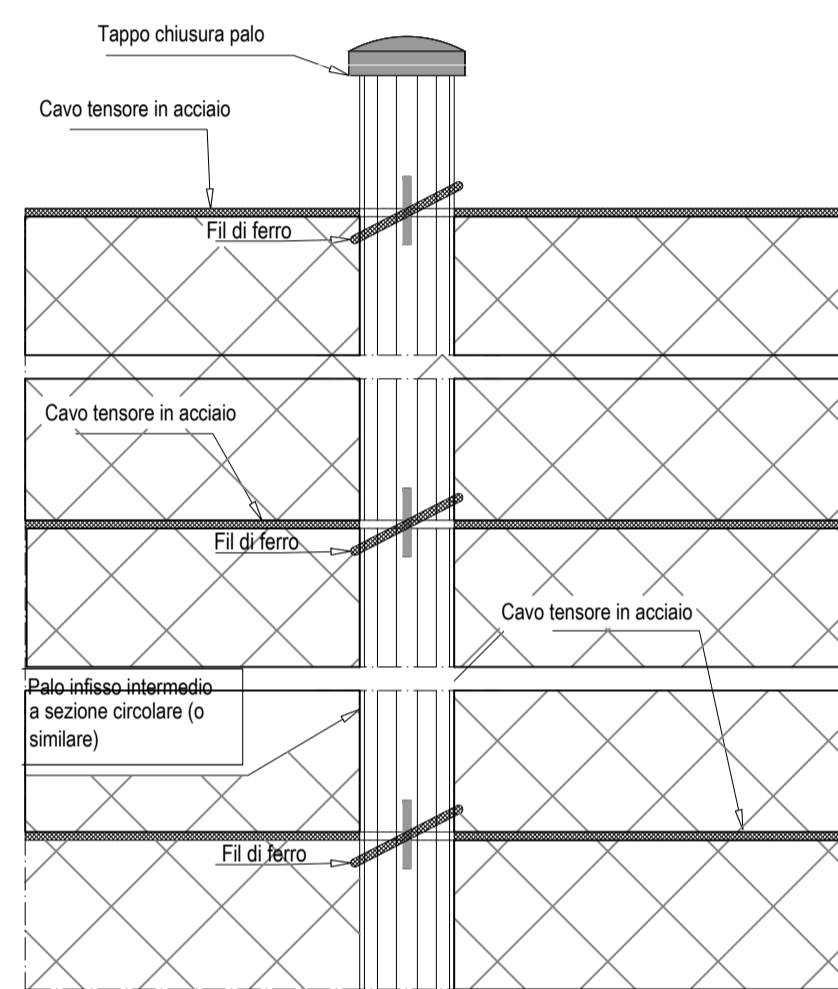 Tappo chiusura palo
Cavo tensore in acciaio
Fil di ferro
Cavo tensore in acciaio
Fil di ferro
Cavo tensore in acciaio
Palo infisso intermedio
a sezione circolare (o
similare)
Fil di ferro